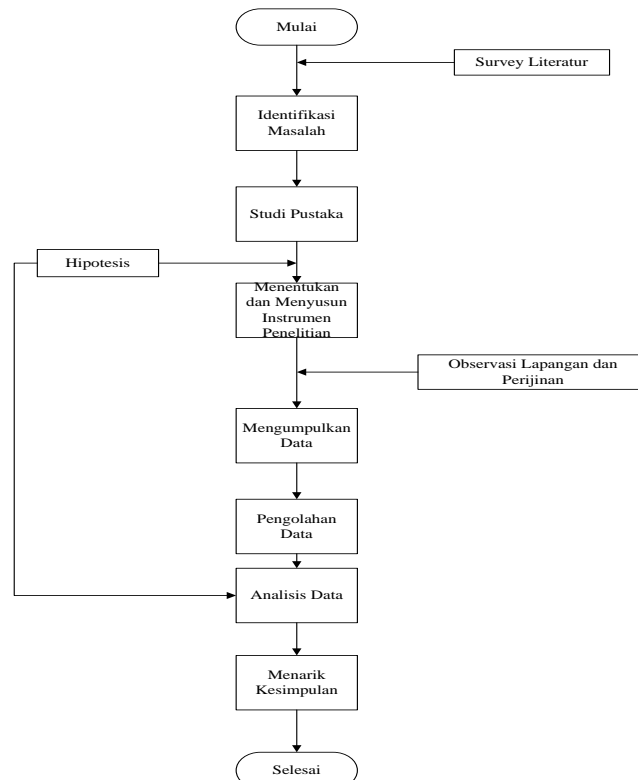 Mulai
Survey Literatur
Identifikasi
Masalah
Studi Pustaka
Hipotesis
Menentukan
dan Menyusun
Instrumen
Penelitian
Observasi Lapangan dan
Perijinan
Mengumpulkan
Data
Pengolahan
Data
Analisis Data
Menarik
Kesimpulan
Selesai